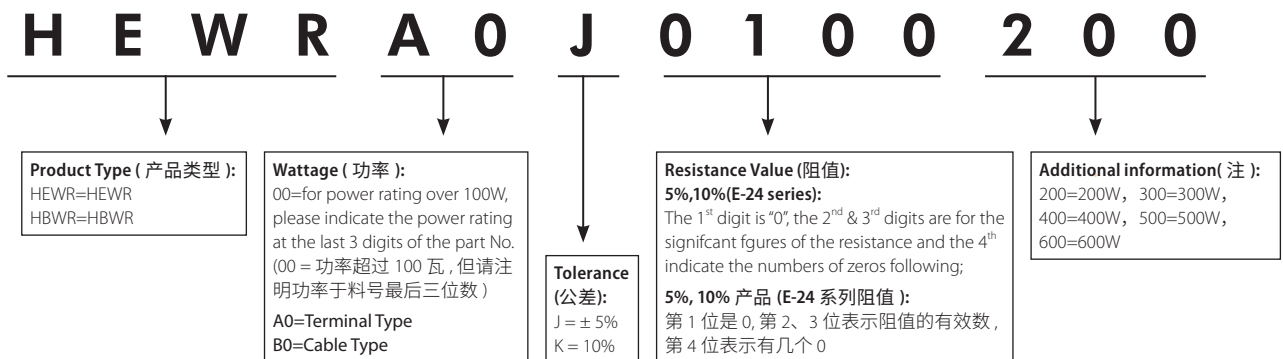 H E W R A 0 J 0 1 0 0 2 0 0
Product Type ( 产品类型 ):
HEWR=HEWR
HBWR=HBWR
Wattage ( 功率 ):
00=for power rating over 100W,
please indicate the power rating
at the last 3 digits of the part No.
(00 = 功率超过 100 瓦 , 但请注
明功率于料号最后三位数 )
A0=Terminal Type
B0=Cable Type
Tolerance
(公差):
J = ± 5%
K = 10%
Resistance Value (阻值):
5%,10%(E-24 series):
The 1st digit is "0", the 2nd & 3rd digits are for the
signifcant fgures of the resistance and the 4th
indicate the numbers of zeros following;
5%, 10% 产品 (E-24 系列阻值 ):
第 1 位是 0, 第 2、3 位表示阻值的有效数 ,
第 4 位表示有几个 0
Additional information( 注 ):
200=200W，300=300W，
400=400W，500=500W，
600=600W